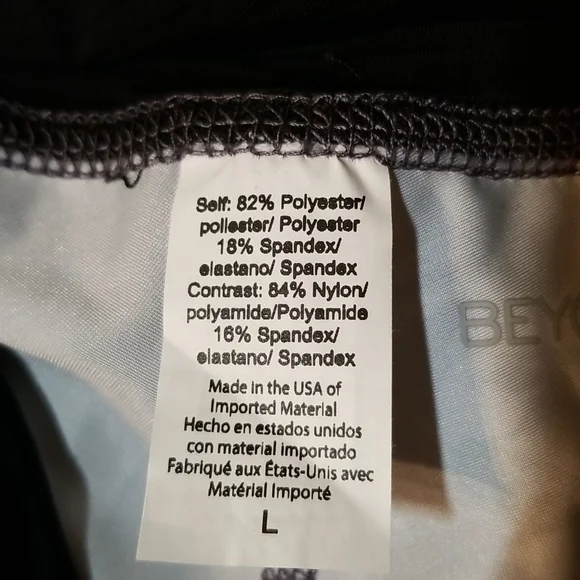 Self: 82% Polyester/
poliester/ Polyester
18% Spandex/
elastano/ Spandex
Contrast: 84% Nylon/
polyamide/Polyamide
16% Spandex/
elastano/ Spandex
Made in the USA of
Imported Material
Hecho en estados unidos
con material importado
Fabriqué aux États-Unis avec
Matérial Importé
L